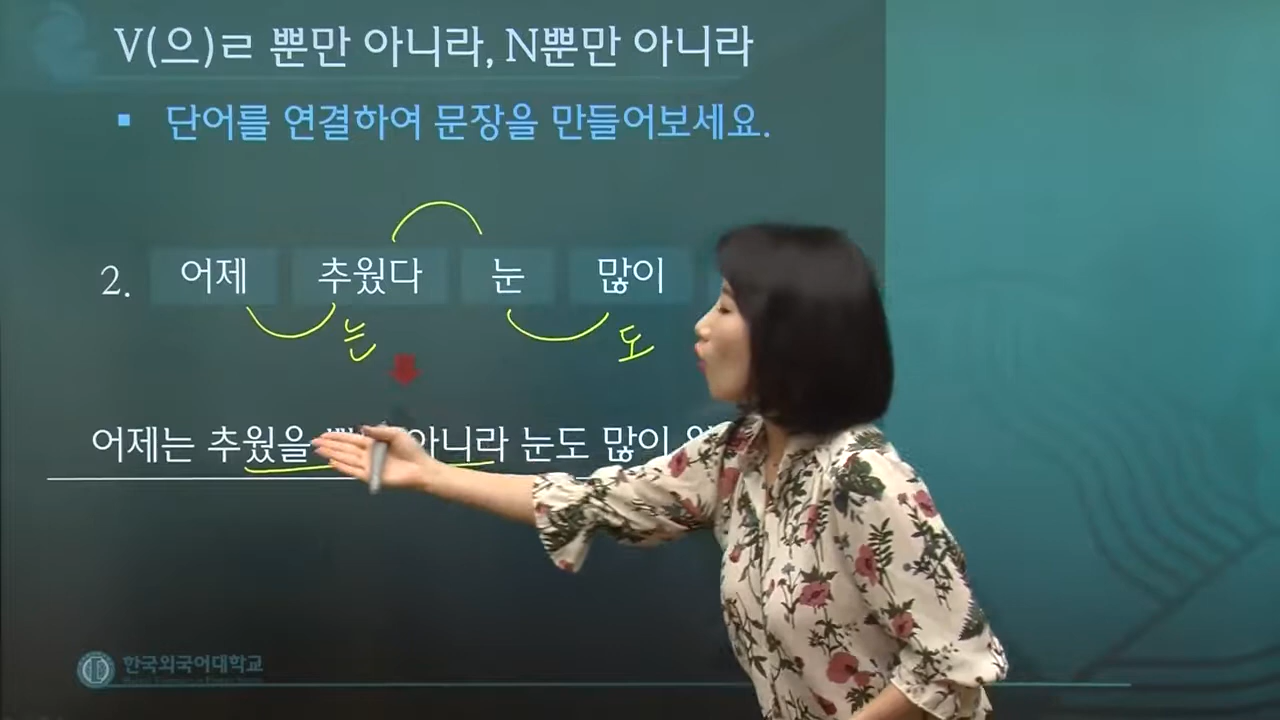 V(으)ㄹ 뿐만 아니라, N뿐만 아니라
▪ 단어를 연결하여 문장을 만들어보세요.
2. 어제 추웠다 눈 많이
는 도
어제는 추웠을 아니라 눈도 많이
한국외국어대학교